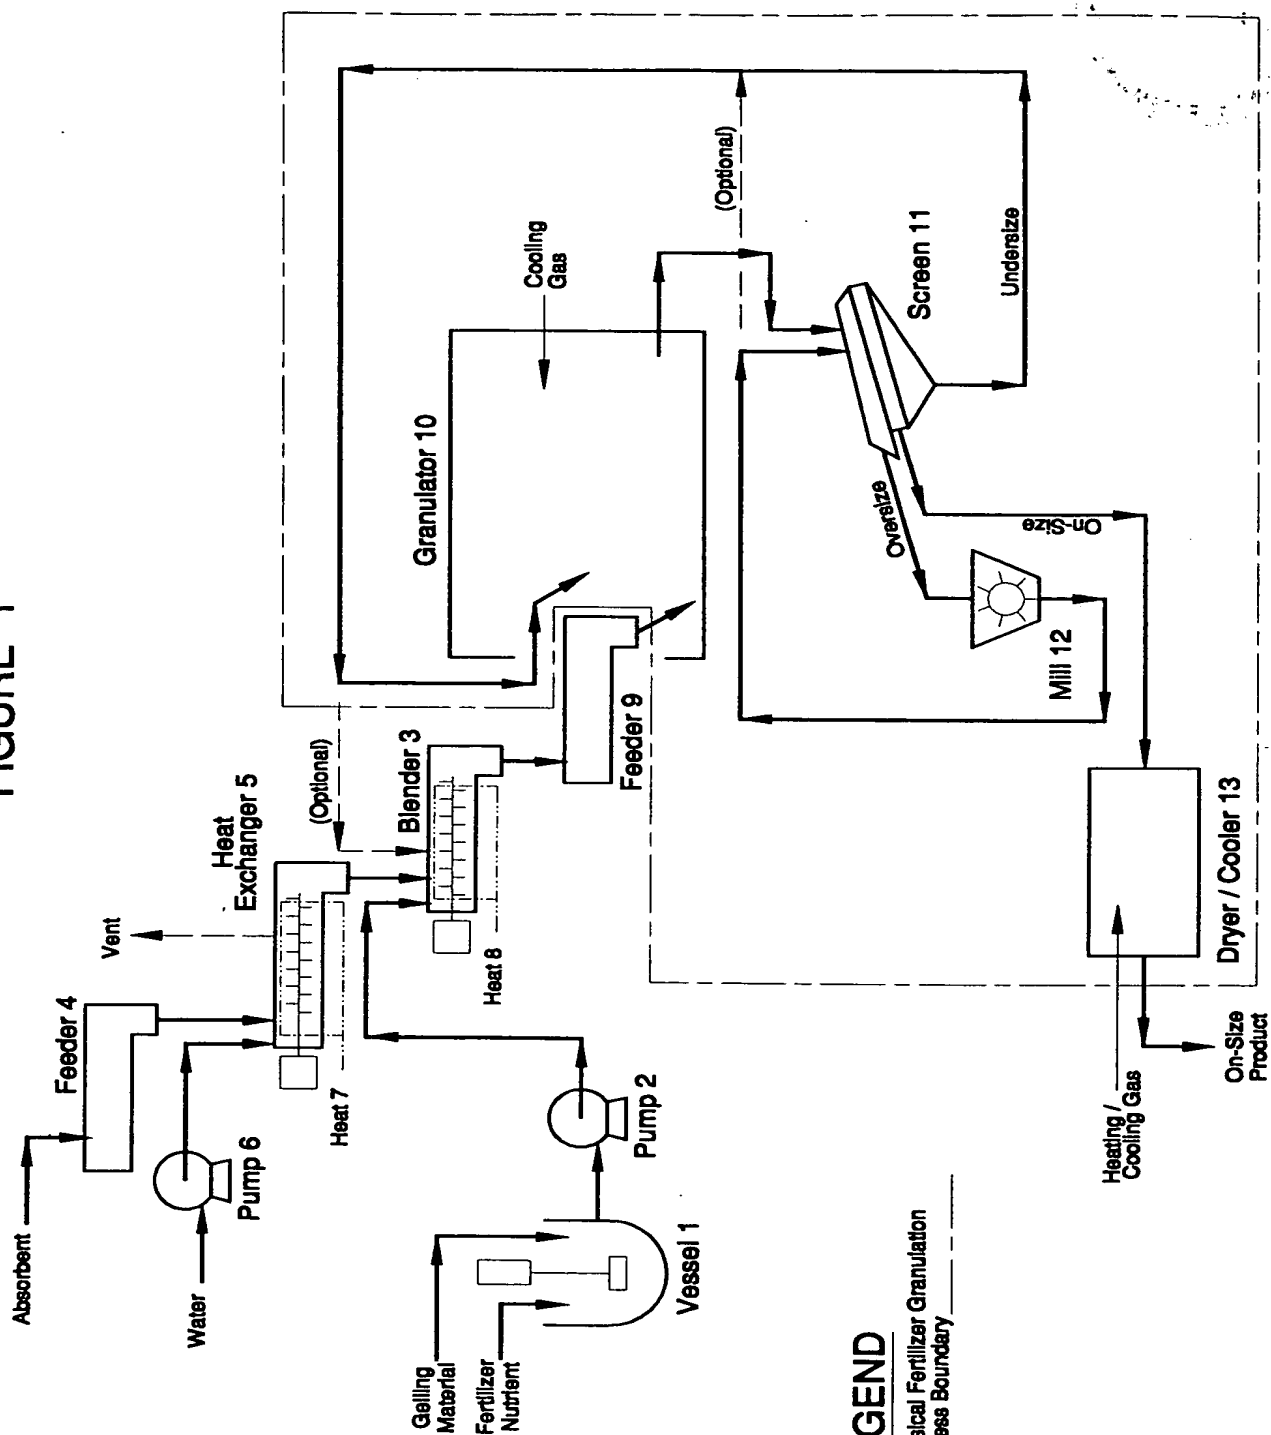 FIGURE 1
Absorbent
Feeder 4
Water
Pump 6
Vent
Heat
Exchanger 5
Heat 7
(Optional)
Blender 3
Heat 8
Feeder 9
Gelling
Material
Fertilizer
Nutrient
Vessel 1
Pump 2
Granulator 10
Cooling
Gas
(Optional)
Screen 11
Undersize
Oversize
On-Size
Mill 12
Dryer / Cooler 13
Heating /
Cooling Gas
On-Size
Product
GEND
sical Fertilizer Granulation
ess Boundary